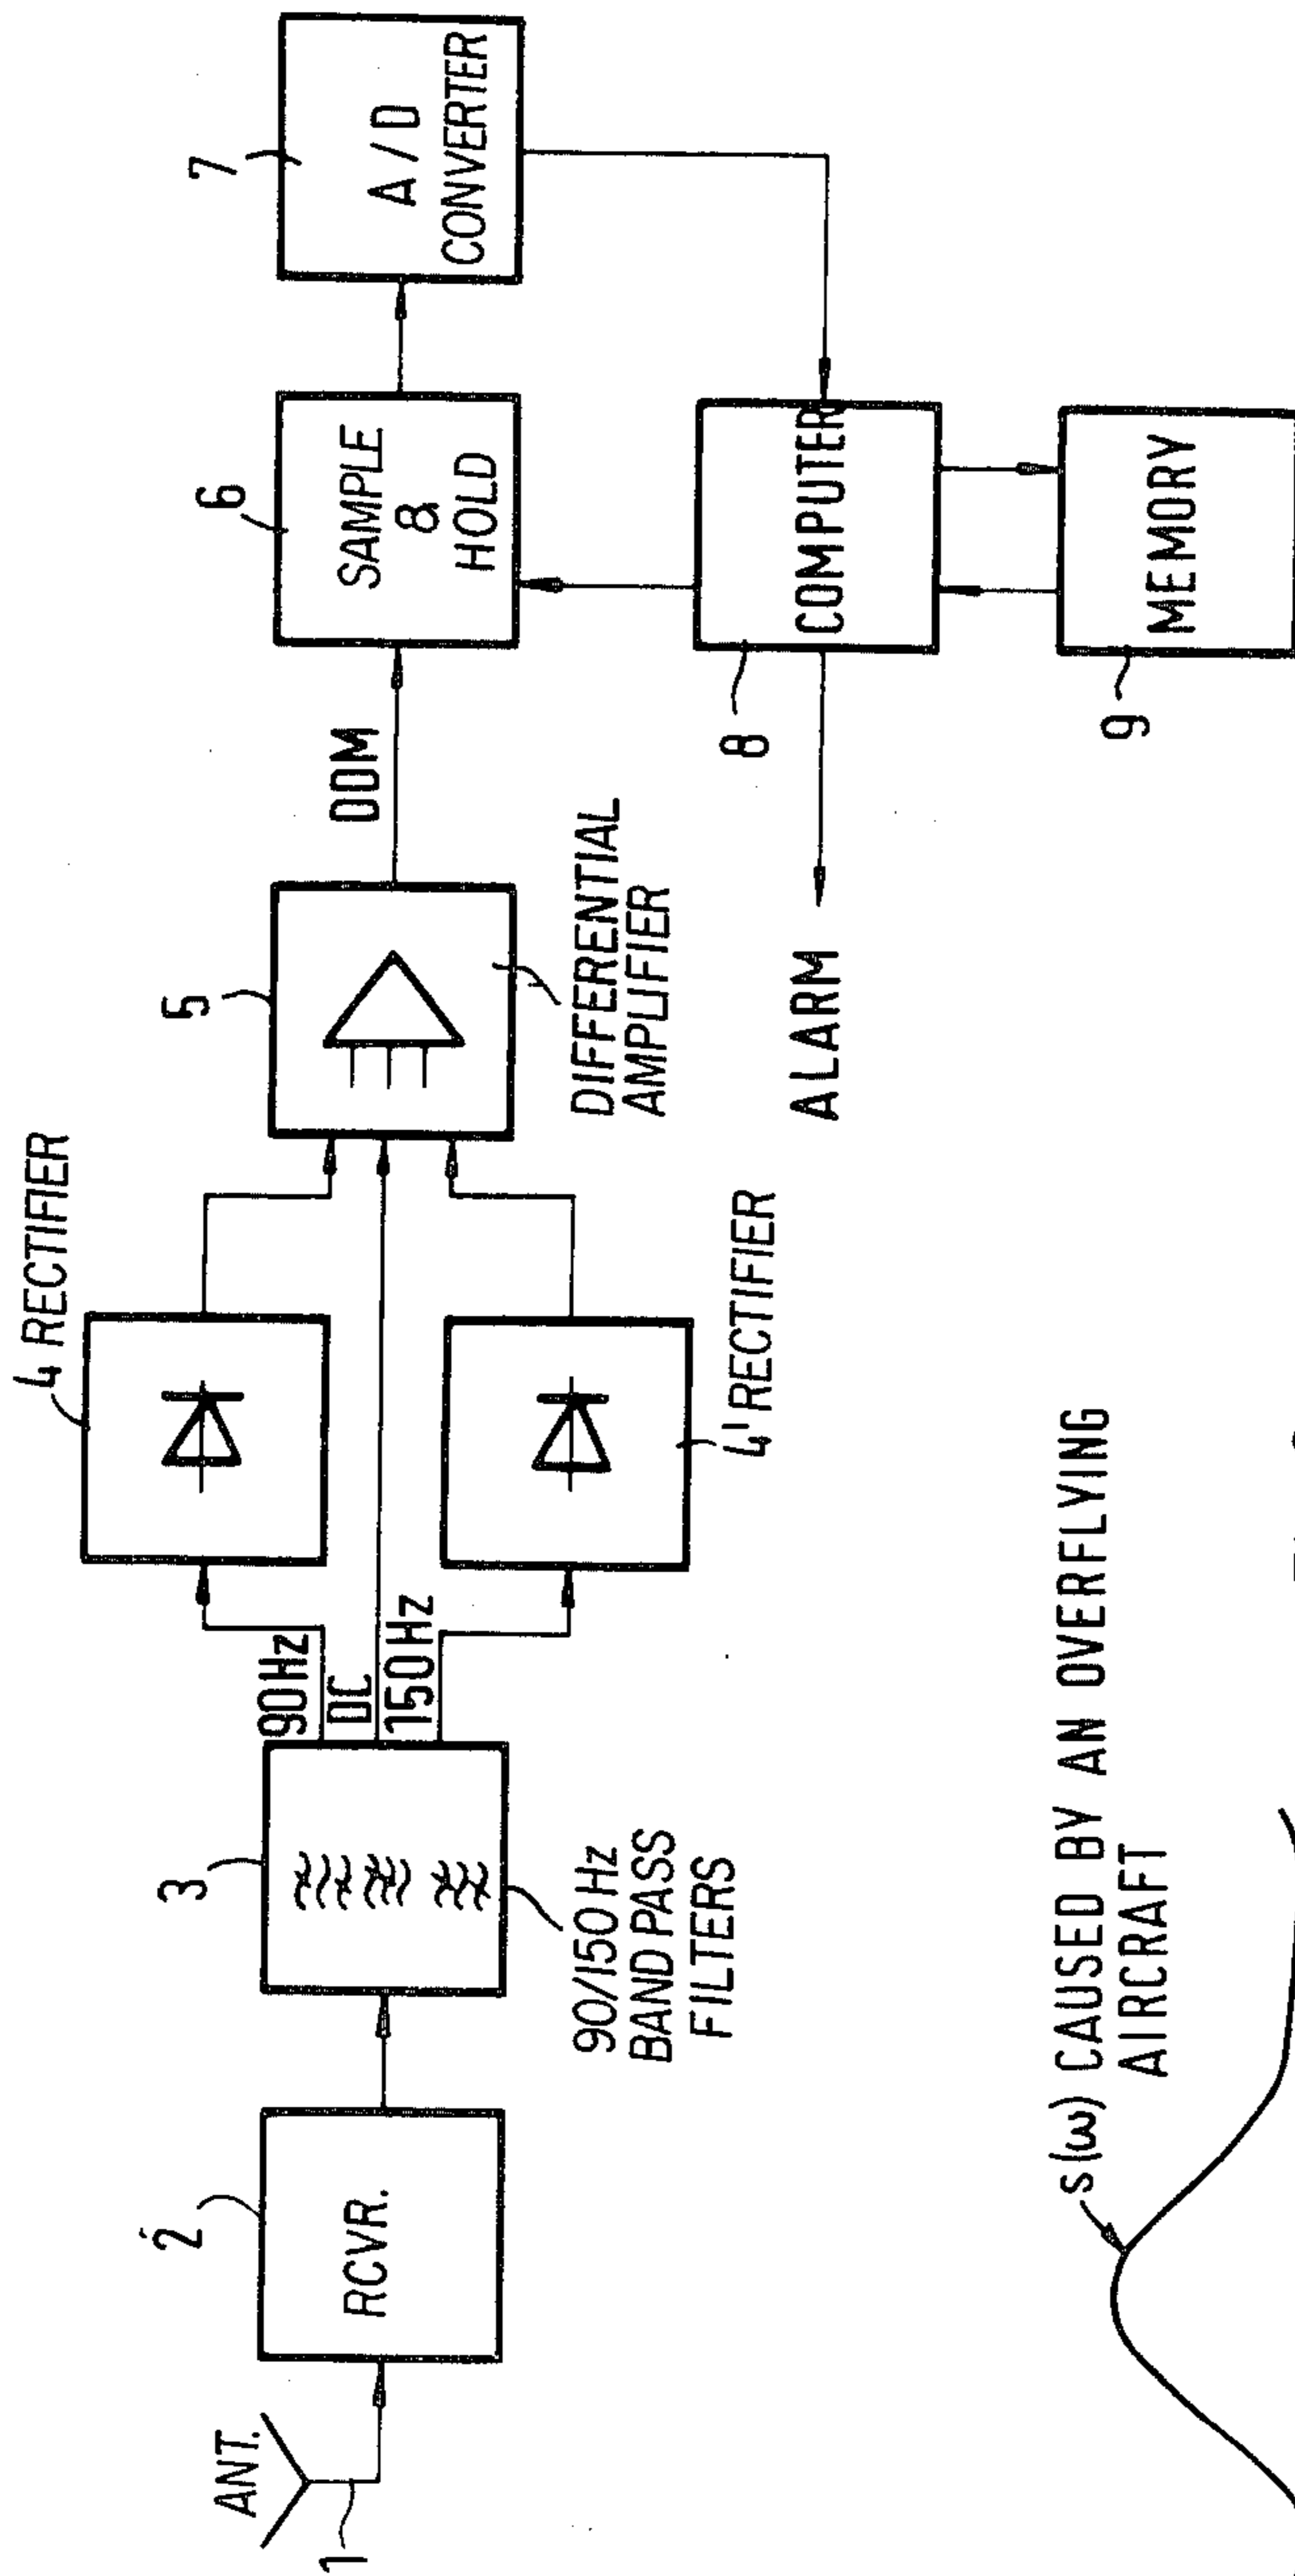 ANT.
1
2
RCVR.
3
90/150 Hz
BAND PASS
FILTERS
90Hz
DC
150Hz
4 RECTIFIER
4' RECTIFIER
5
DIFFERENTIAL
AMPLIFIER
DDM
6
SAMPLE
&
HOLD
7
A/D
CONVERTER
8
COMPUTER
ALARM
9
MEMORY
s(ω) CAUSED BY AN OVERFLYING
AIRCRAFT